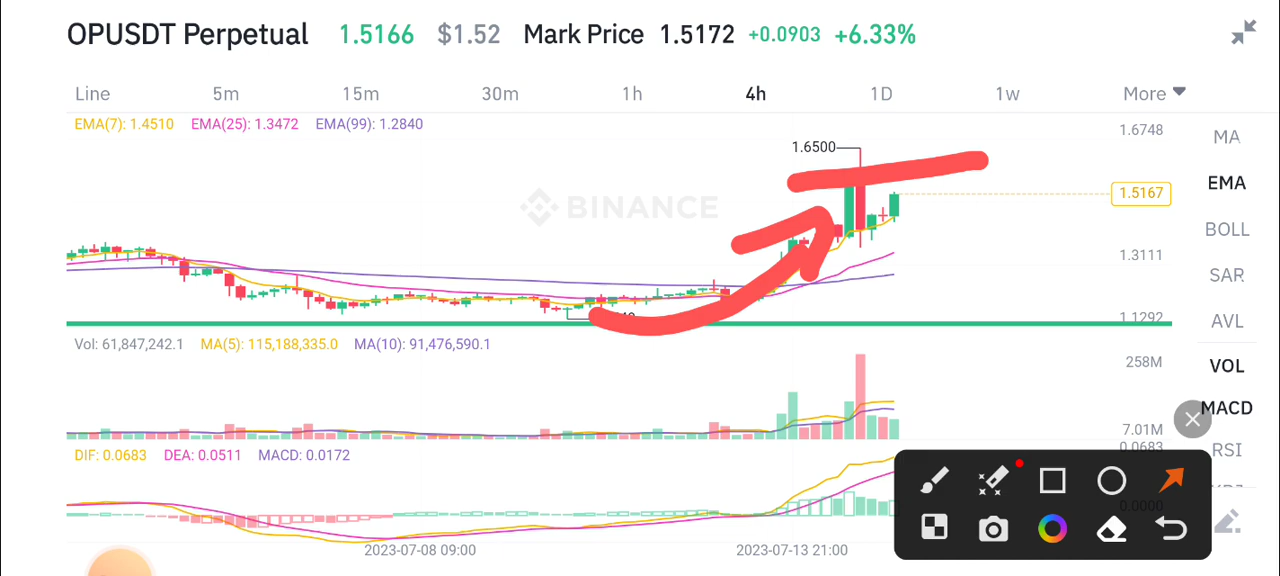 OPUSDT Perpetual 1.5166 $1.52 Mark Price 1.5172 +0.0903 +6.33%
Line 5m 15m 30m 1h 4h 1D 1w More
EMA(7): 1.4510 EMA(25): 1.3472 EMA(99): 1.2840
1.6748
MA
1.6500
EMA
1.5167
BINANCE
BOLL
1.3111
SAR
1.1292
AVL
Vol: 61,847,242.1 MA(5): 115,188,335.0 MA(10): 91,476,590.1
258M
VOL
MACD
7.01M
0.0683
RSI
DIF: 0.0683 DEA: 0.0511 MACD: 0.0172
0.0000
2023-07-08 09:00 2023-07-13 21:00